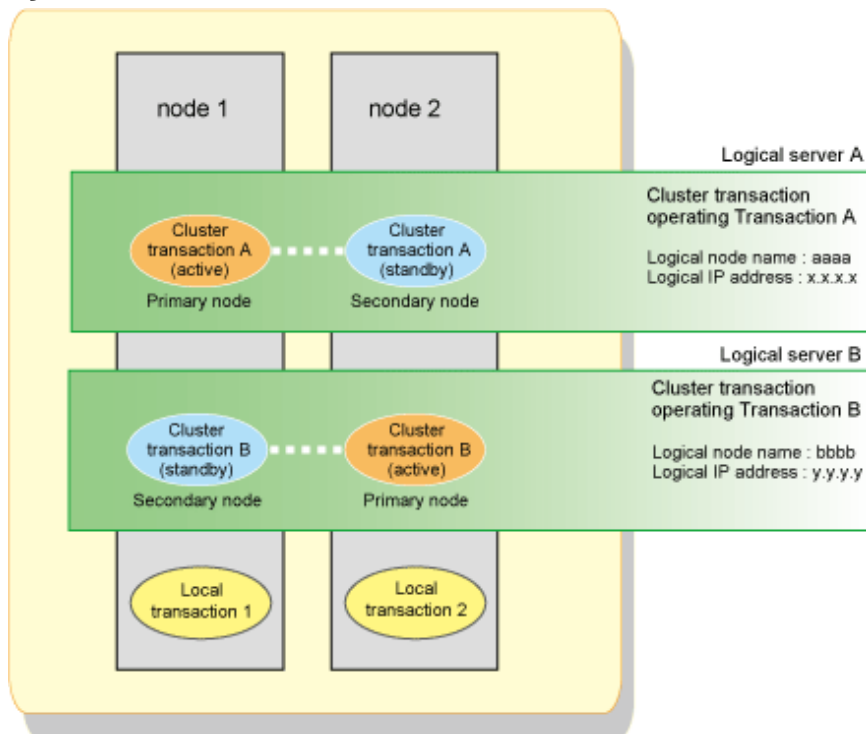 node 1
node 2
Logical server A
Cluster
transaction A
(active)
Primary node
Cluster
transaction A
(standby)
Secondary node
Cluster transaction
operating Transaction A
Logical node name : aaaa
Logical IP address : x.x.x.x
Logical server B
Cluster
transaction B
(standby)
Secondary node
Cluster
transaction B
(active)
Primary node
Cluster transaction
operating Transaction B
Logical node name : bbbb
Logical IP address : y.y.y.y
Local
transaction 1
Local
transaction 2